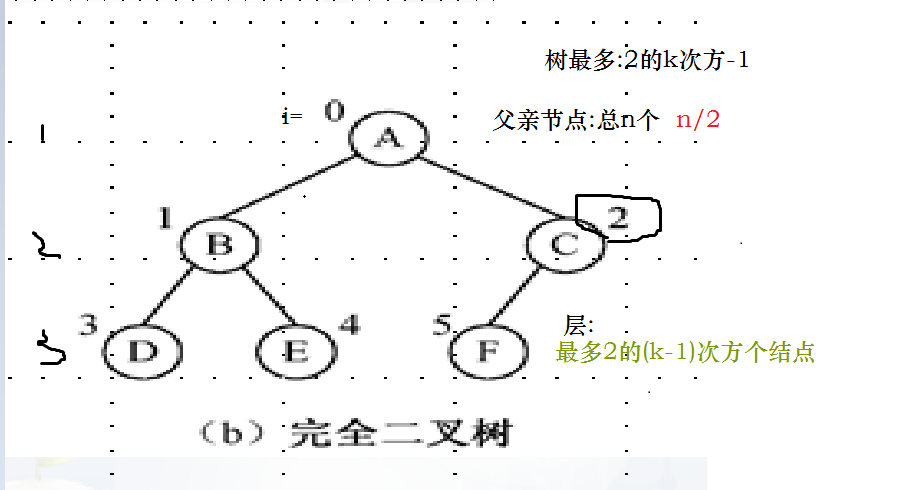 树最多:2的k次方-1
i= 0
父亲节点:总n个 n/2
1
A
1
2
2
B
C
3
4
5
层:
3
D
E
F
最多2的(k-1)次方个结点
（b）完全二叉树